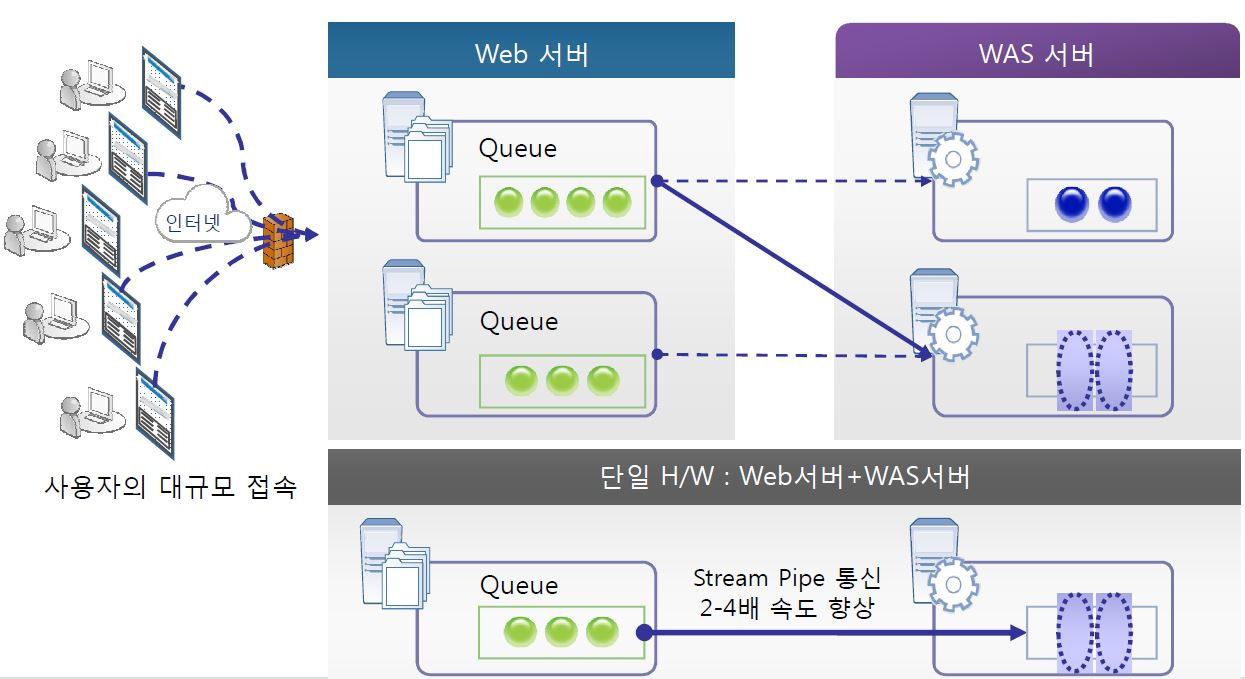 Web 서버
WAS 서버
Queue
인터넷
Queue
사용자의 대규모 접속
단일 H/W : Web서버+WAS서버
Queue
Stream Pipe 통신
2-4배 속도 향상